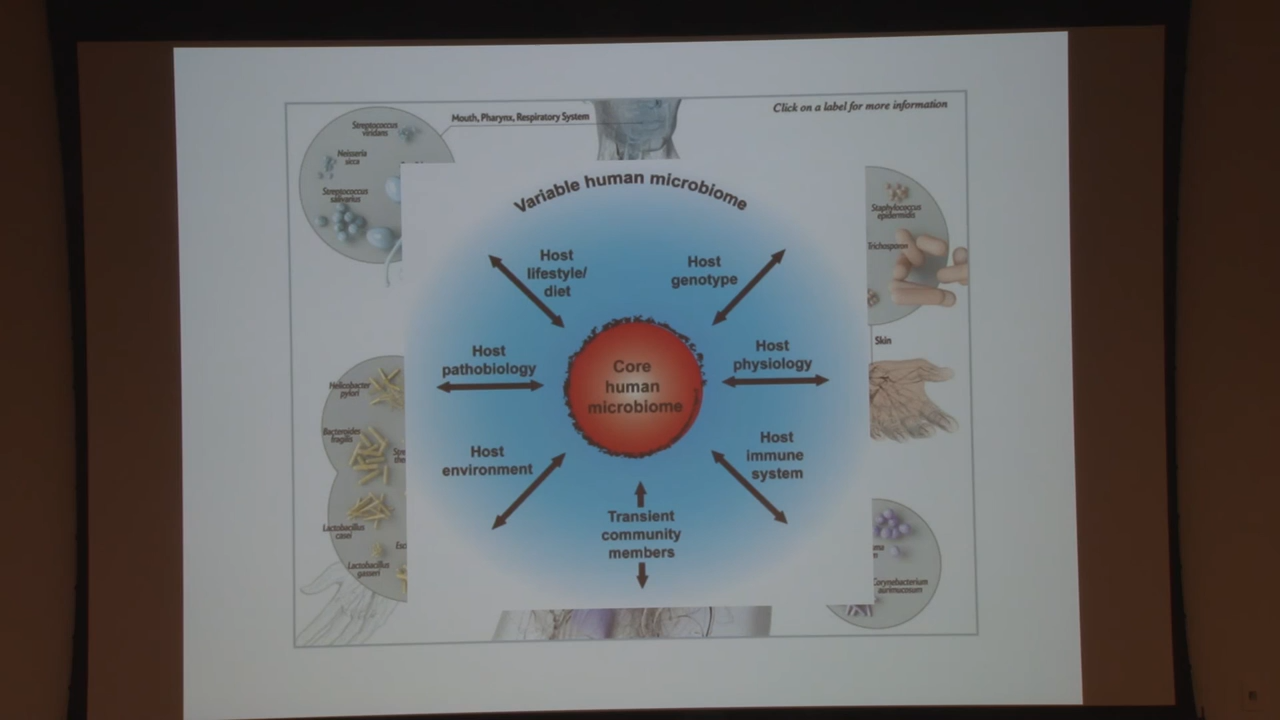 Click on a label for more information
Mouth, Pharynx, Respiratory System
Streptococcus
viridans
Neisseria
sicca
Streptococcus
salivarius
Variable human microbiome
Host
lifestyle/
diet
Host
genotype
Staphylococcus
epidermidis
Trichosporon
Host
pathobiology
Core
human
microbiome
Host
physiology
Skin
Helicobacter
pylori
Bacteroides
fragilis
Host
environment
Host
immune
system
Lactobacillus
casei
Lactobacillus
gasseri
Transient
community
members
Corynebacterium
aurimucosum